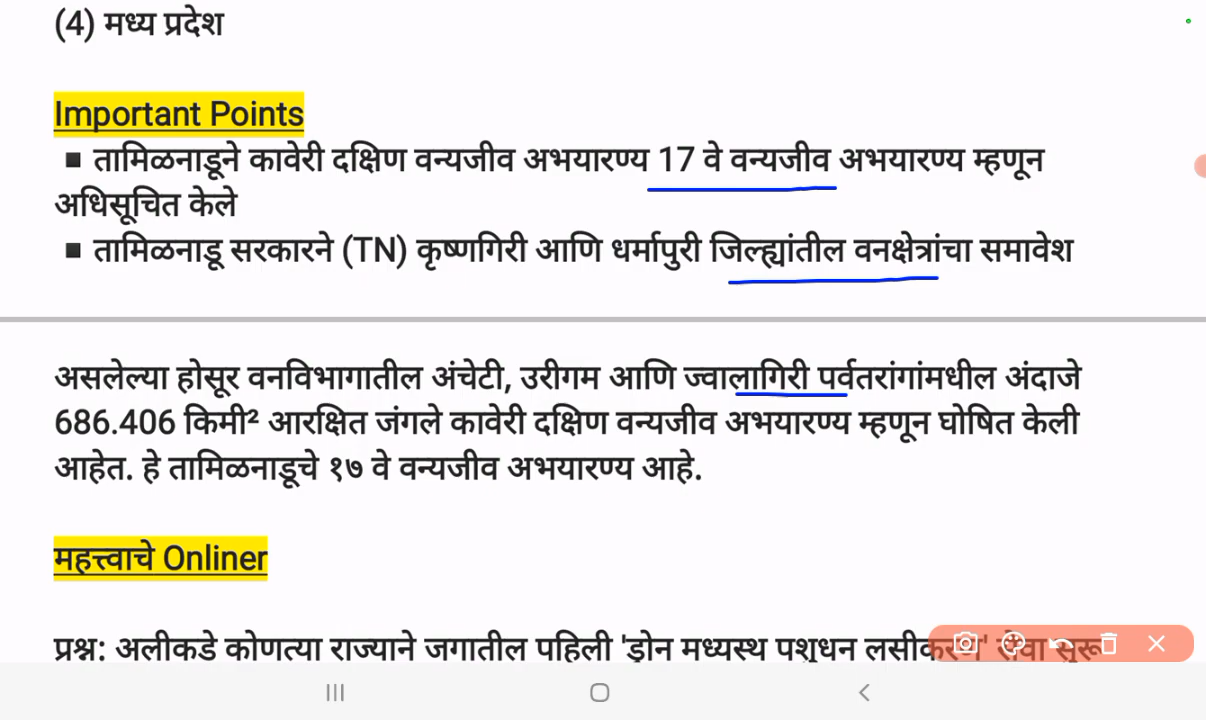 (4) मध्य प्रदेश
Important Points
▪ तामिळनाडूने कावेरी दक्षिण वन्यजीव अभयारण्य 17 वे वन्यजीव अभयारण्य म्हणून
अधिसूचित केले
▪ तामिळनाडू सरकारने (TN) कृष्णगिरी आणि धर्मापुरी जिल्ह्यांतील वनक्षेत्रांचा समावेश
असलेल्या होसूर वनविभागातील अंचेटी, उरीगम आणि ज्वालागिरी पर्वतरांगांमधील अंदाजे
686.406 किमी² आरक्षित जंगले कावेरी दक्षिण वन्यजीव अभयारण्य म्हणून घोषित केली
आहेत. हे तामिळनाडूचे १७ वे वन्यजीव अभयारण्य आहे.
महत्त्वाचे Onliner
प्रश्न: अलीकडे कोणत्या राज्याने जगातील पहिली 'ड्रोन मध्यस्थ पशुधन लसीकरण' सेवा सुरू